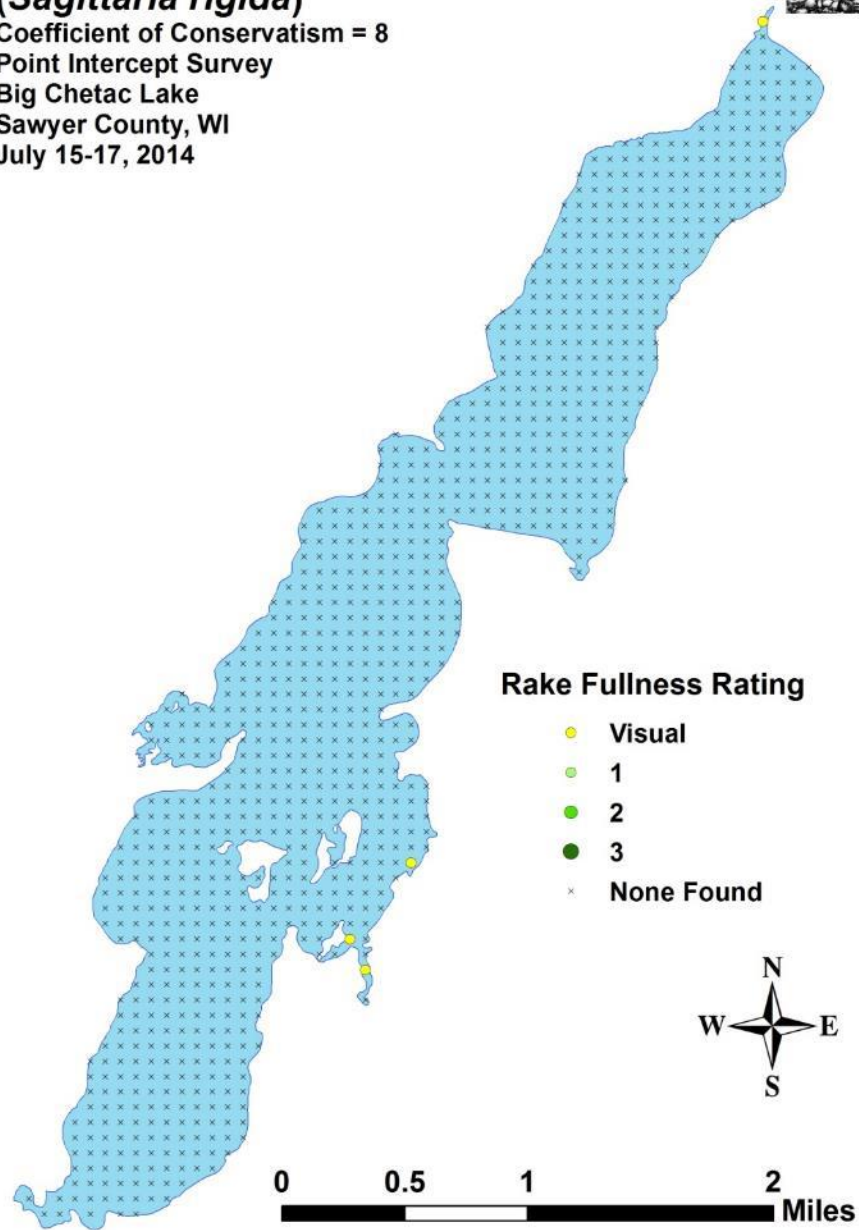 (Sagittaria rigida)
Coefficient of Conservatism = 8
Point Intercept Survey
Big Chetac Lake
Sawyer County, WI
July 15-17, 2014
Rake Fullness Rating
Visual
1
2
3
None Found
N
W E
S
0 0.5 1 2
Miles